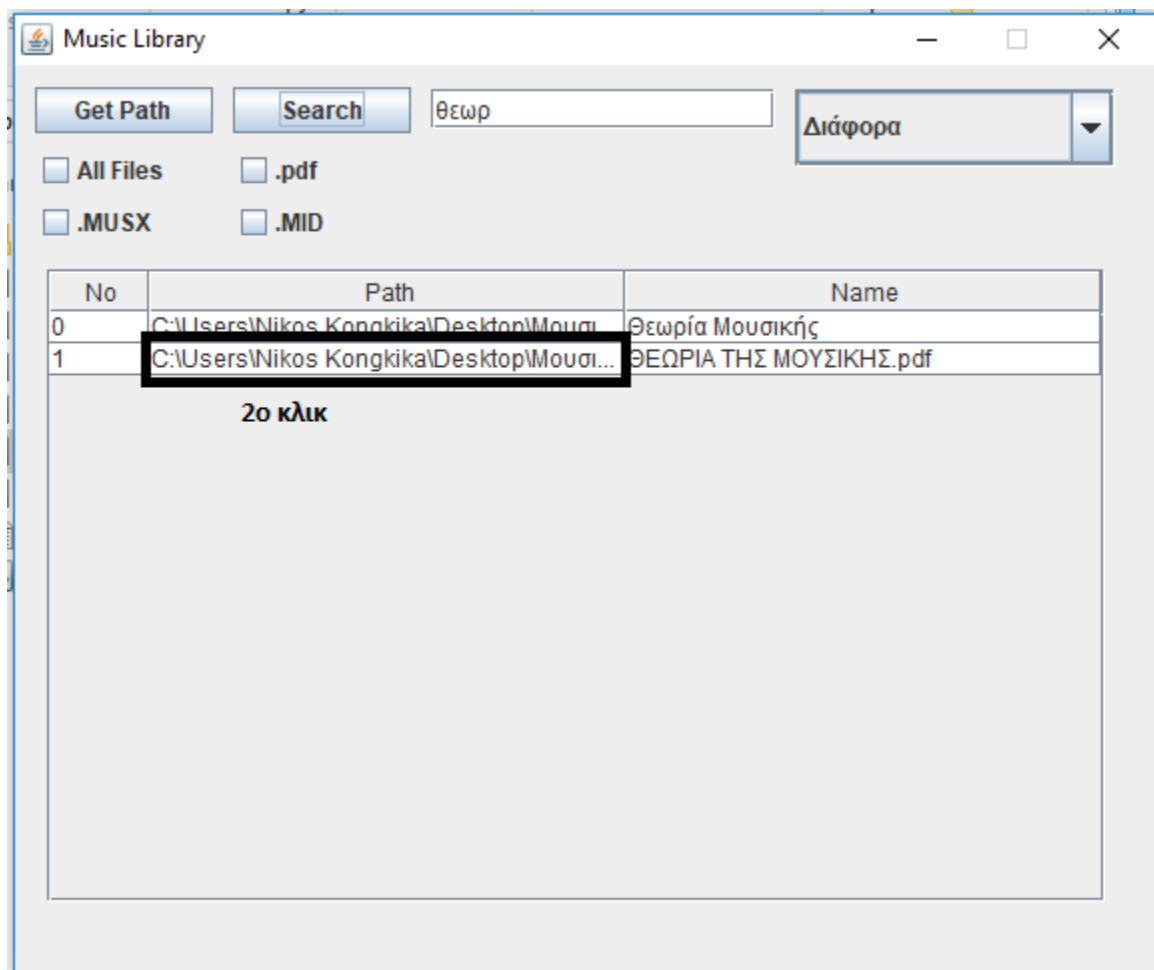 Music Library
Get Path Search θεωρ Διάφορα
All Files .pdf
.MUSX .MID
No Path Name
0 C:\Users\Nikos Kongkika\Desktop\Μουσι... Θεωρία Μουσικής
1 C:\Users\Nikos Kongkika\Desktop\Μουσι... ΘΕΩΡΙΑ ΤΗΣ ΜΟΥΣΙΚΗΣ.pdf
2ο κλικ